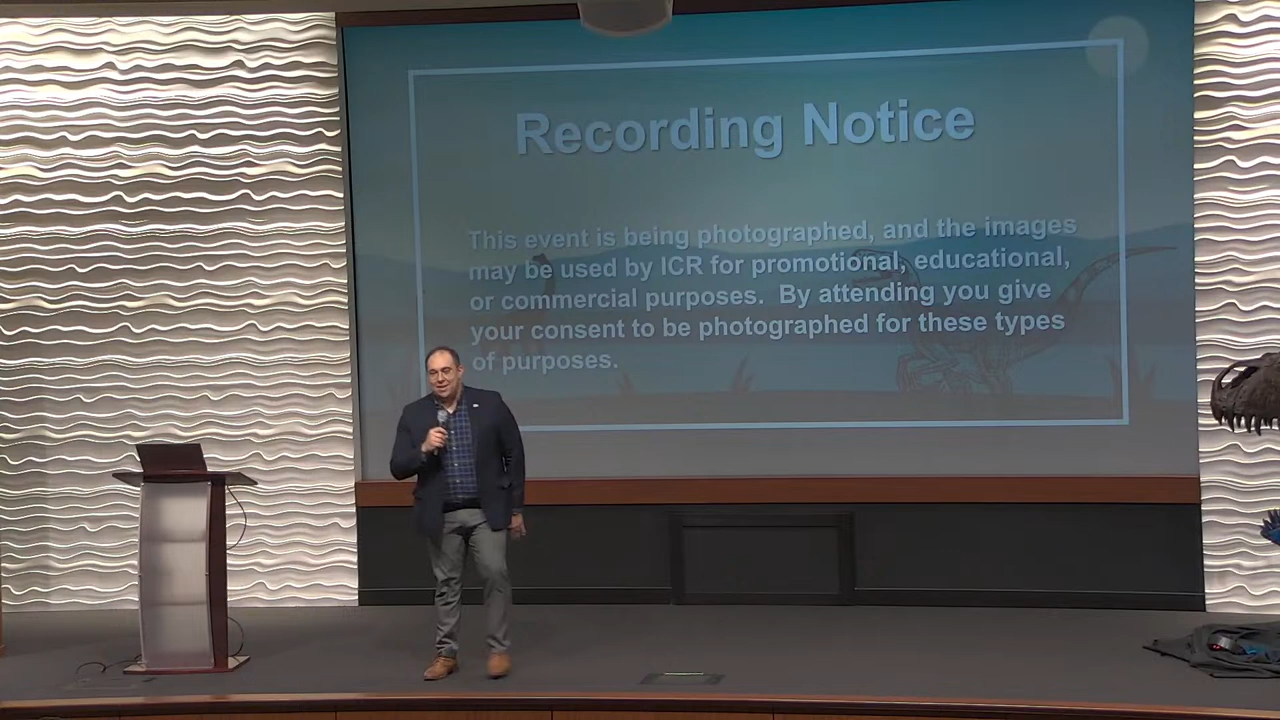 Recording Notice
This event is being photographed, and the images
may be used by ICR for promotional, educational,
or commercial purposes.  By attending you give
your consent to be photographed for these types
of purposes.